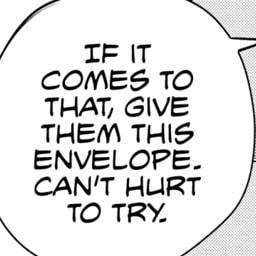 IF IT
COMES TO
THAT, GIVE
THEM THIS
ENVELOPE.
CAN'T HURT
TO TRY.